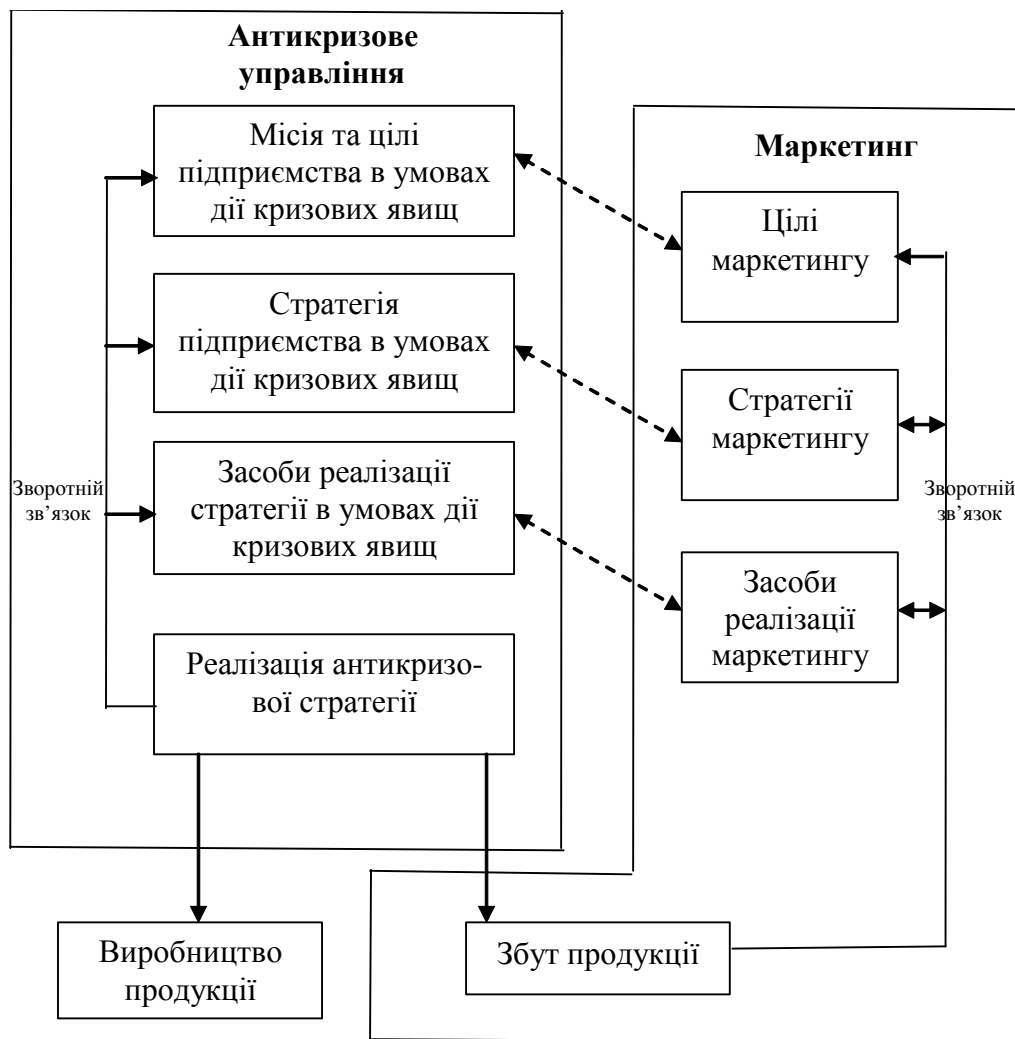 Антикризове
управління
Місія та цілі
підприємства в умовах
дії кризових явищ
Стратегія
підприємства в умовах
дії кризових явищ
Зворотній
зв’язок
Засоби реалізації
стратегії в умовах дії
кризових явищ
Реалізація антикризо-
вої стратегії
Маркетинг
Цілі
маркетингу
Стратегії
маркетингу
Зворотній
зв’язок
Засоби
реалізації
маркетингу
Виробництво
продукції
Збут продукції